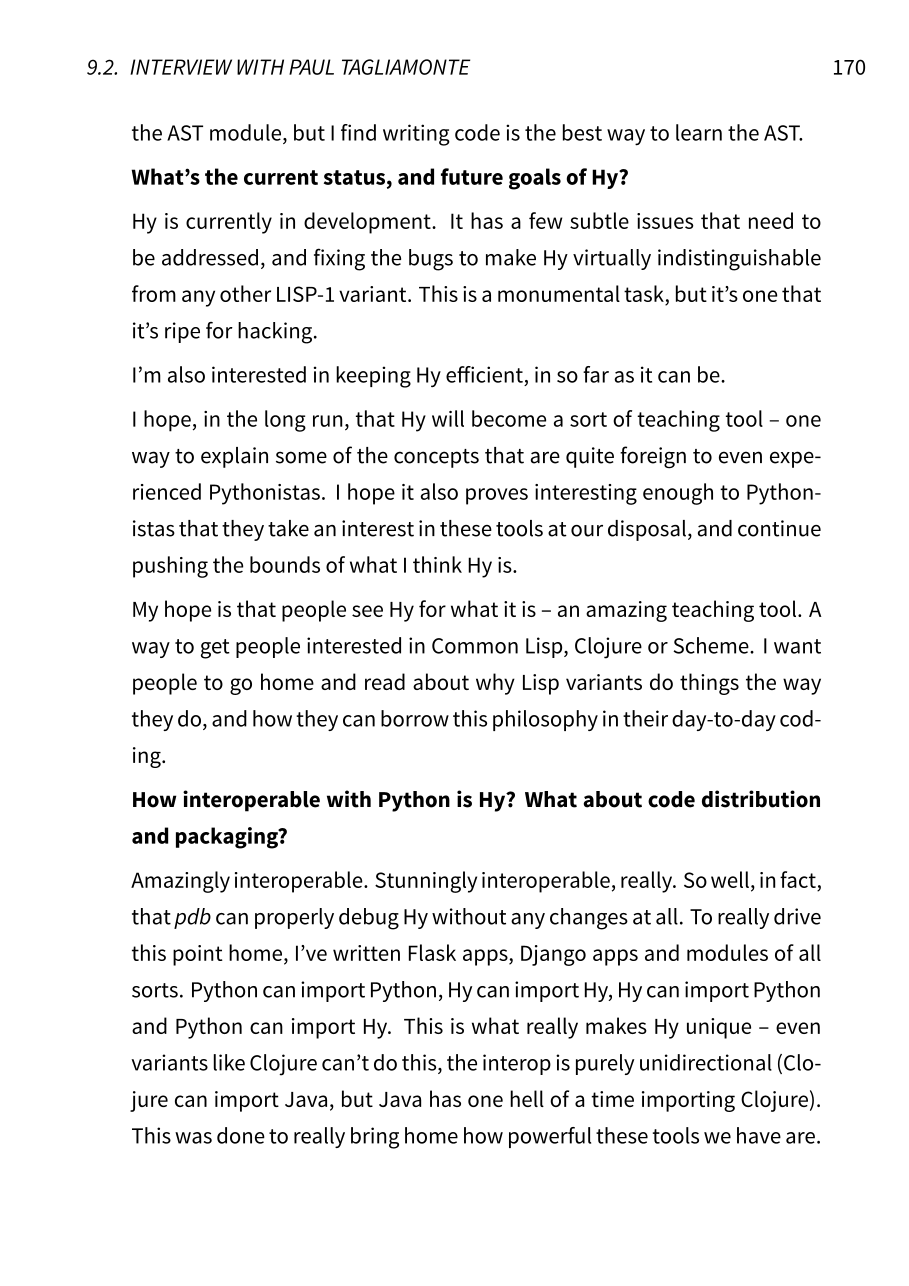 9.2. INTERVIEW WITH PAUL TAGLIAMONTE 170
the AST module, but I find writing code is the best way to learn the AST.
What’s the current status, and future goals of Hy?
Hy is currently in development. It has a few subtle issues that need to
be addressed, and fixing the bugs to make Hy virtually indistinguishable
from any other LISP-1 variant. This is a monumental task, but it’s one that
it’s ripe for hacking.
I’m also interested in keeping Hy efficient, in so far as it can be.
I hope, in the long run, that Hy will become a sort of teaching tool – one
way to explain some of the concepts that are quite foreign to even expe-
rienced Pythonistas. I hope it also proves interesting enough to Python-
istas that they take an interest in these tools at our disposal, and continue
pushing the bounds of what I think Hy is.
My hope is that people see Hy for what it is – an amazing teaching tool. A
way to get people interested in Common Lisp, Clojure or Scheme. I want
people to go home and read about why Lisp variants do things the way
they do, and how they can borrow this philosophy in their day-to-day cod-
ing.
How interoperable with Python is Hy? What about code distribution
and packaging?
Amazingly interoperable. Stunningly interoperable, really. So well, in fact,
that pdb can properly debug Hy without any changes at all. To really drive
this point home, I’ve written Flask apps, Django apps and modules of all
sorts. Python can import Python, Hy can import Hy, Hy can import Python
and Python can import Hy. This is what really makes Hy unique – even
variants like Clojure can’t do this, the interop is purely unidirectional (Clo-
jure can import Java, but Java has one hell of a time importing Clojure).
This was done to really bring home how powerful these tools we have are.